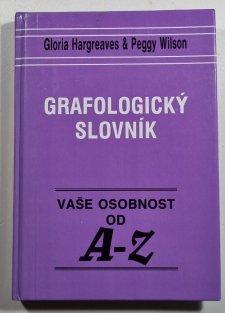 Gloria Hargreaves & Peggy Wilson
GRAFOLOGICKÝ
SLOVNÍK
VAŠE OSOBNOST
OD
A-Z